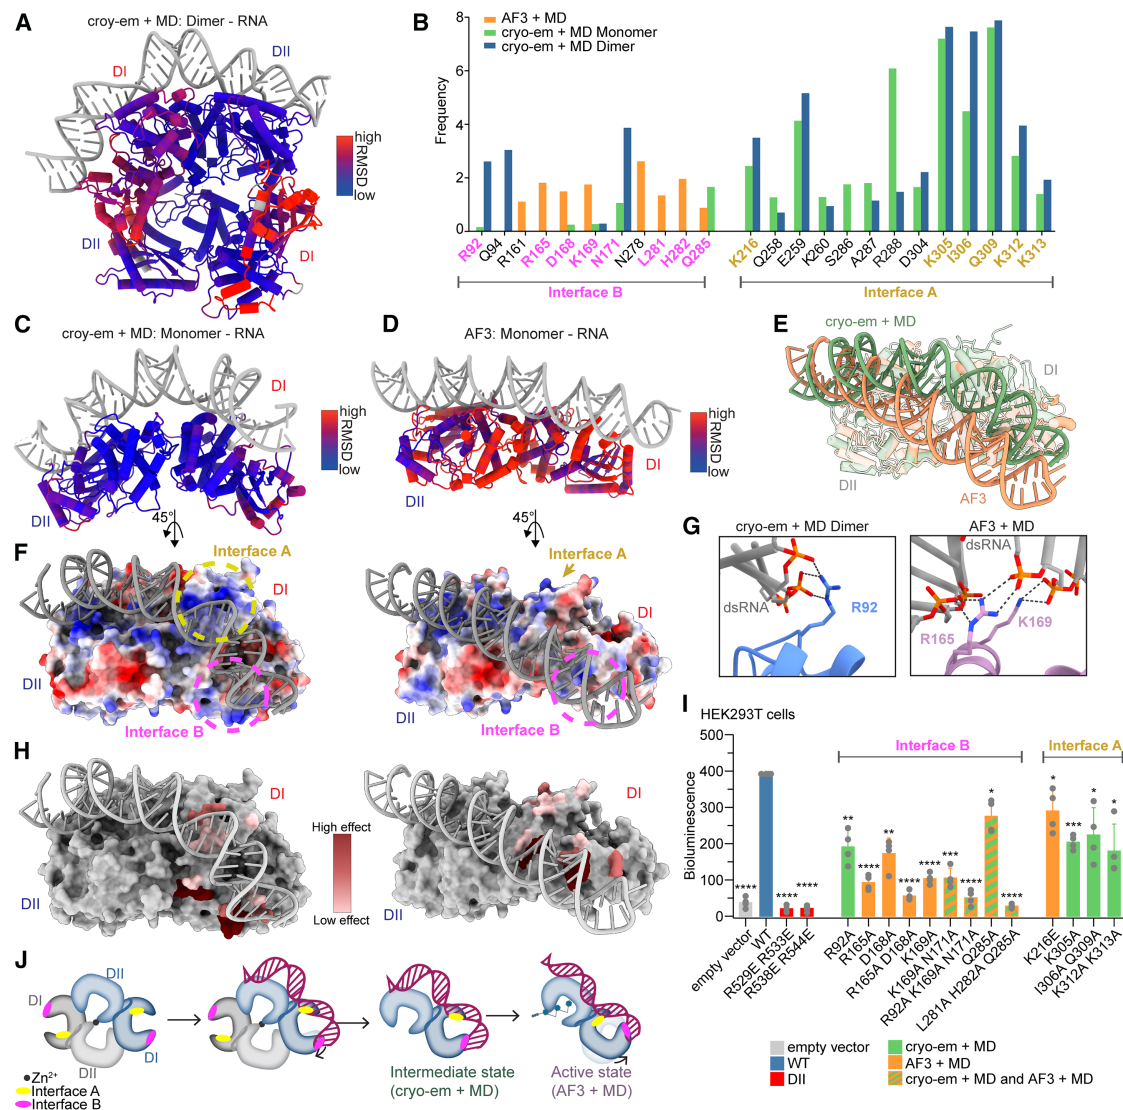 A
croy-em + MD: Dimer - RNA
DI
DII
DII
DI
high
RMSD
low
B
AF3 + MD
cryo-em + MD Monomer
cryo-em + MD Dimer
Frequency
8
6
4
2
0
R92
Q94
R161
R165
D168
K169
N171
N278
L281
H282
Q285
K216
Q258
E259
K260
S286
A287
R288
D304
K305
I306
Q309
K312
K313
Interface B
Interface A
C
croy-em + MD: Monomer - RNA
DI
DII
high
RMSD
low
45°
D
AF3: Monomer - RNA
DI
DII
high
RMSD
low
45°
E
cryo-em + MD
DI
DII
AF3
F
Interface A
DI
DII
Interface B
Interface A
DI
DII
Interface B
G
cryo-em + MD Dimer
dsRNA
R92
AF3 + MD
dsRNA
R165
K169
H
DI
DII
High effect
Low effect
DI
DII
I
HEK293T cells
Bioluminescence
500
400
300
200
100
0
Interface B
Interface A
****
****
****
**
****
**
****
****
***
****
*
****
*
***
*
*
empty vector
WT
R529E R533E
R538E R544E
R92A
R165A
D168A
R165A D168A
K169A
K169A N171A
R92A K169A N171A
Q285A
L281A H282A Q285A
K216E
K305A
I306A Q309A
K312A K313A
empty vector
WT
DII
cryo-em + MD
AF3 + MD
cryo-em + MD and AF3 + MD
J
DII
DI
DI
DII
Zn2+
Interface A
Interface B
Intermediate state
(cryo-em + MD)
Active state
(AF3 + MD)